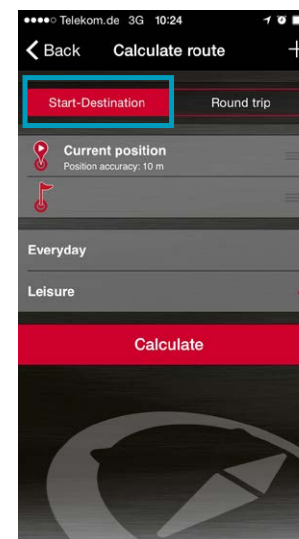 ●●●●○ Telekom.de 3G 10:24
Back Calculate route +
Start-Destination Round trip
Current position
Position accuracy: 10 m
Everyday
Leisure
Calculate